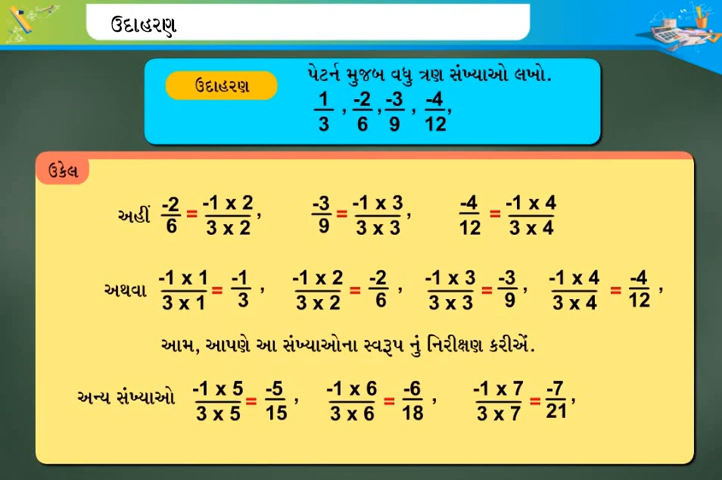 ઉદાહરણ
ઉદાહરણ
પેટર્ન મુજબ વધુ ત્રણ સંખ્યાઓ લખો.
1/3 , -2/6 , -3/9 , -4/12,
ઉકેલ
અહીં -2/6 = -1 x 2/3 x 2, -3/9 = -1 x 3/3 x 3, -4/12 = -1 x 4/3 x 4
અથવા -1 x 1/3 x 1 = -1/3 , -1 x 2/3 x 2 = -2/6 , -1 x 3/3 x 3 = -3/9 , -1 x 4/3 x 4 = -4/12 ,
આમ, આપણે આ સંખ્યાઓના સ્વરૂપ નું નિરીક્ષણ કરીએં.
અન્ય સંખ્યાઓ -1 x 5/3 x 5 = -5/15 , -1 x 6/3 x 6 = -6/18 , -1 x 7/3 x 7 = -7/21 ,